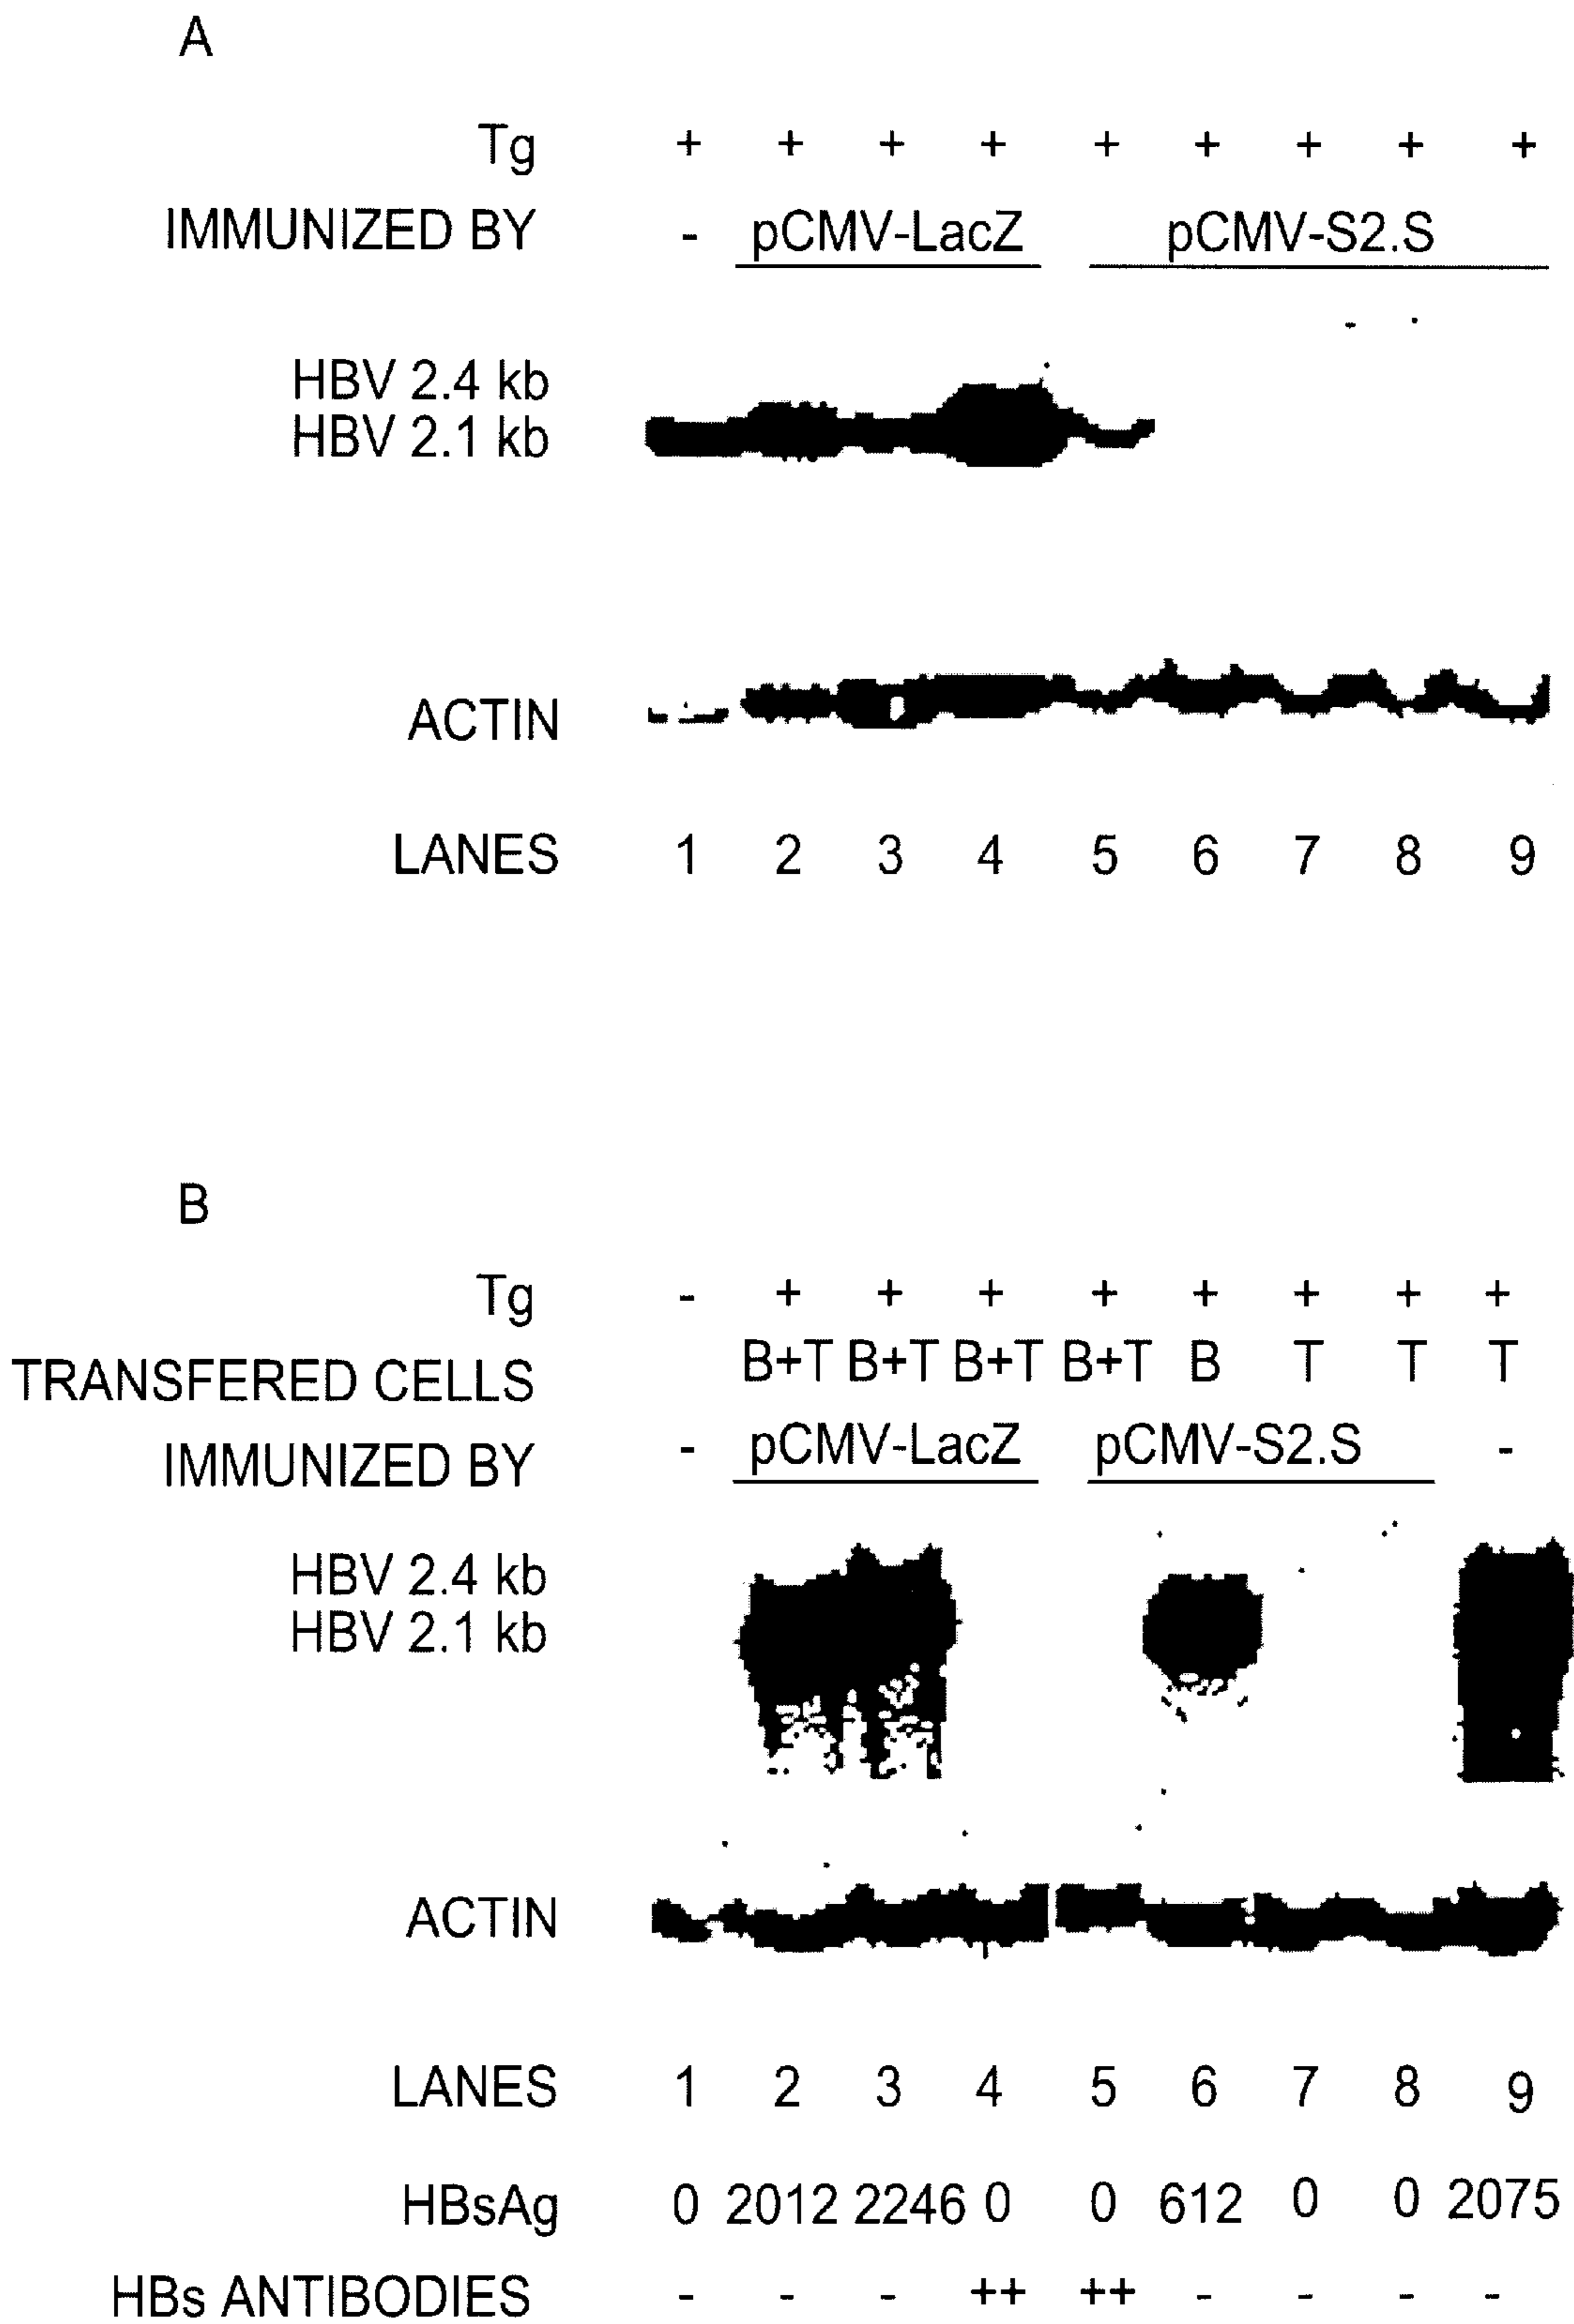 A
Tg + + + + + + + + +
IMMUNIZED BY - pCMV-LacZ pCMV-S2.S
HBV 2.4 kb
HBV 2.1 kb
ACTIN
LANES 1 2 3 4 5 6 7 8 9
B
Tg - + + + + + + + +
TRANSFERED CELLS B+T B+T B+T B+T B T T T
IMMUNIZED BY - pCMV-LacZ pCMV-S2.S -
HBV 2.4 kb
HBV 2.1 kb
ACTIN
LANES 1 2 3 4 5 6 7 8 9
HBsAg 0 2012 2246 0 0 612 0 0 2075
HBs ANTIBODIES - - - ++ ++ - - - -